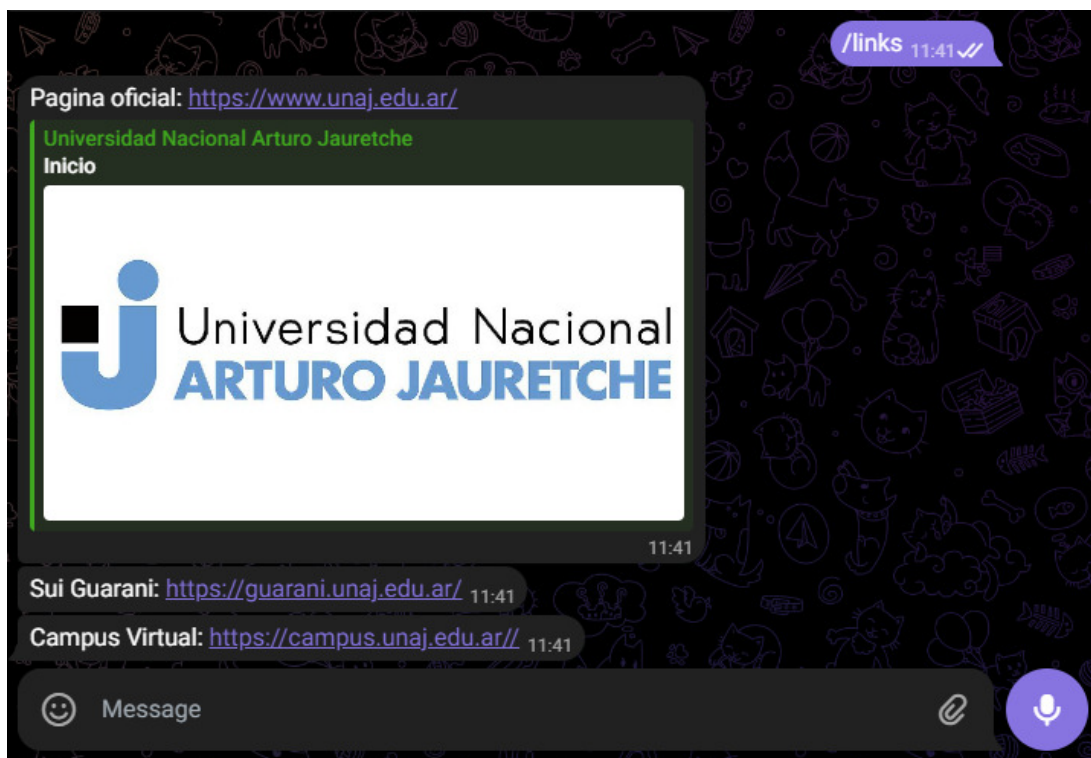 /links 11:41
Pagina oficial: https://www.unaj.edu.ar/
Universidad Nacional Arturo Jauretche
Inicio
Universidad Nacional
ARTURO JAURETCHE
11:41
Sui Guarani: https://guarani.unaj.edu.ar/ 11:41
Campus Virtual: https://campus.unaj.edu.ar// 11:41
Message